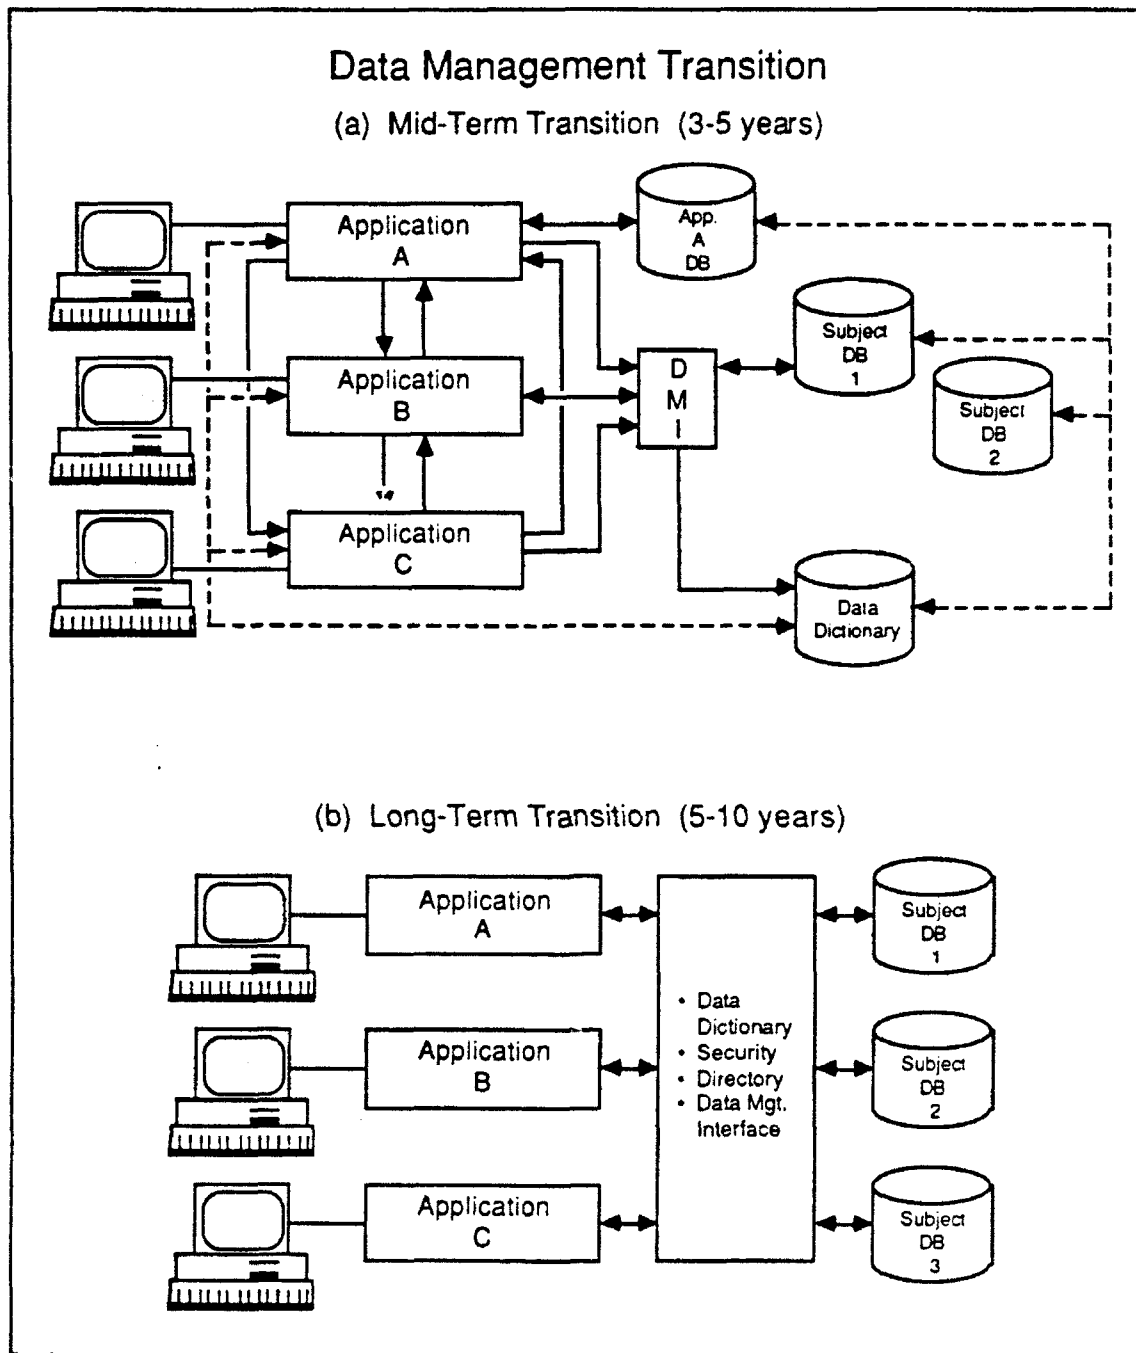 Data Management Transition
(a) Mid-Term Transition (3-5 years)
Application
A
App.
A
DB
Subject
DB
1
Application
B
D
M
I
Subject
DB
2
Application
C
Data
Dictionary
(b) Long-Term Transition (5-10 years)
Application
A
Subject
DB
1
• Data
Dictionary
• Security
• Directory
• Data Mgt.
Interface
Application
B
Subject
DB
2
Application
C
Subject
DB
3